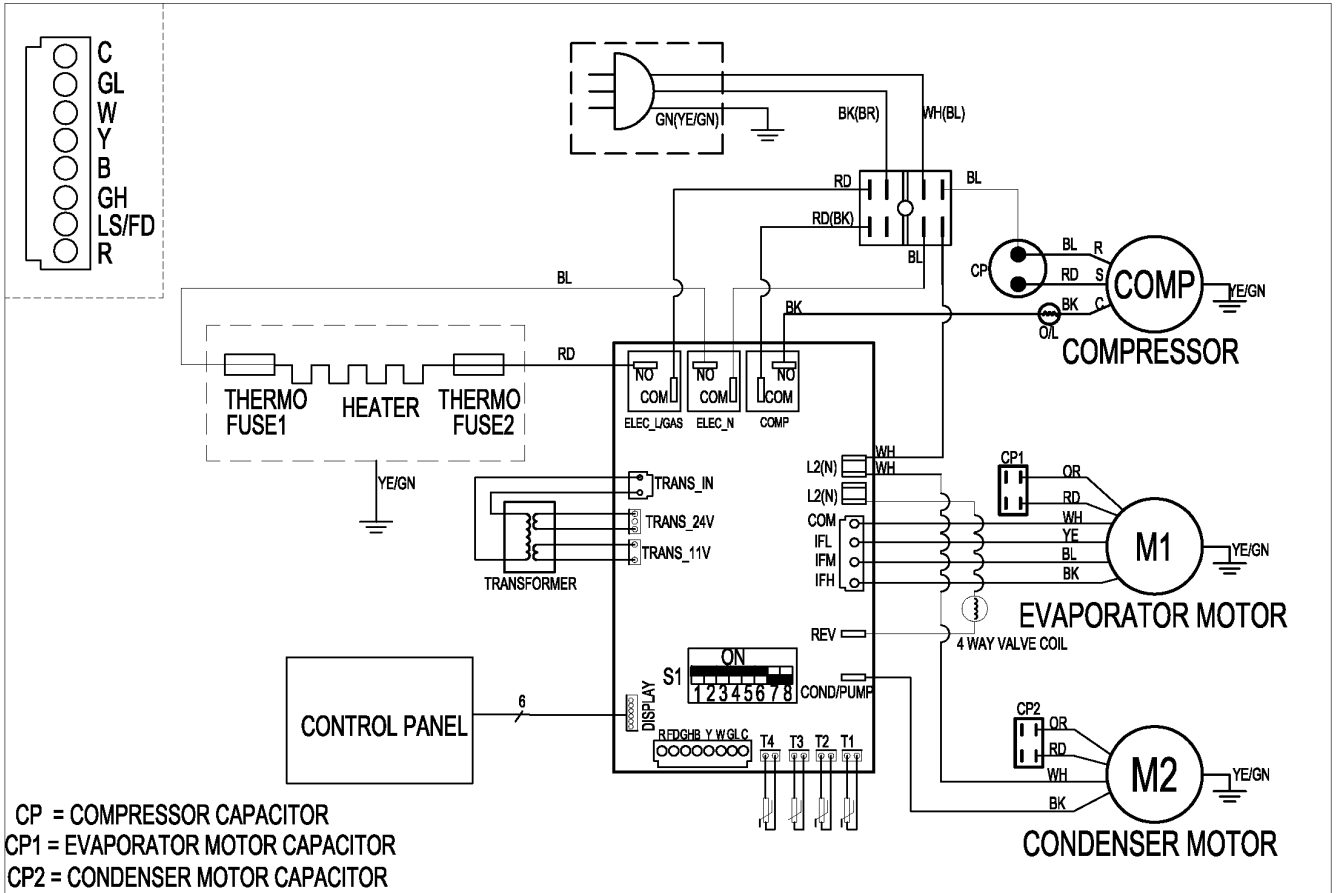 C
GL
W
Y
B
GH
LS/FD
R
GN(YE/GN)
BK(BR)
WH(BL)
RD
BL
RD(BK)
BL
CP
BL R
RD S
BK C
O/L
COMP
YE/GN
COMPRESSOR
BL
BK
RD
THERMO
FUSE1
HEATER
THERMO
FUSE2
YE/GN
NO
COM
ELEC_L/GAS
NO
COM
ELEC_N
NO
COM
COMP
TRANS_IN
TRANS_24V
TRANS_11V
TRANSFORMER
L2(N)
WH
WH
L2(N)
COM
IFL
IFM
IFH
CP1
OR
RD
WH
YE
BL
BK
M1
YE/GN
EVAPORATOR MOTOR
REV
4 WAY VALVE COIL
S1
ON
1 2 3 4 5 6 7 8
COND/PUMP
CONTROL PANEL
6
DISPLAY
R FD GH B Y W GL C
T4
T3
T2
T1
CP2
OR
RD
WH
BK
M2
YE/GN
CONDENSER MOTOR
CP = COMPRESSOR CAPACITOR
CP1 = EVAPORATOR MOTOR CAPACITOR
CP2 = CONDENSER MOTOR CAPACITOR